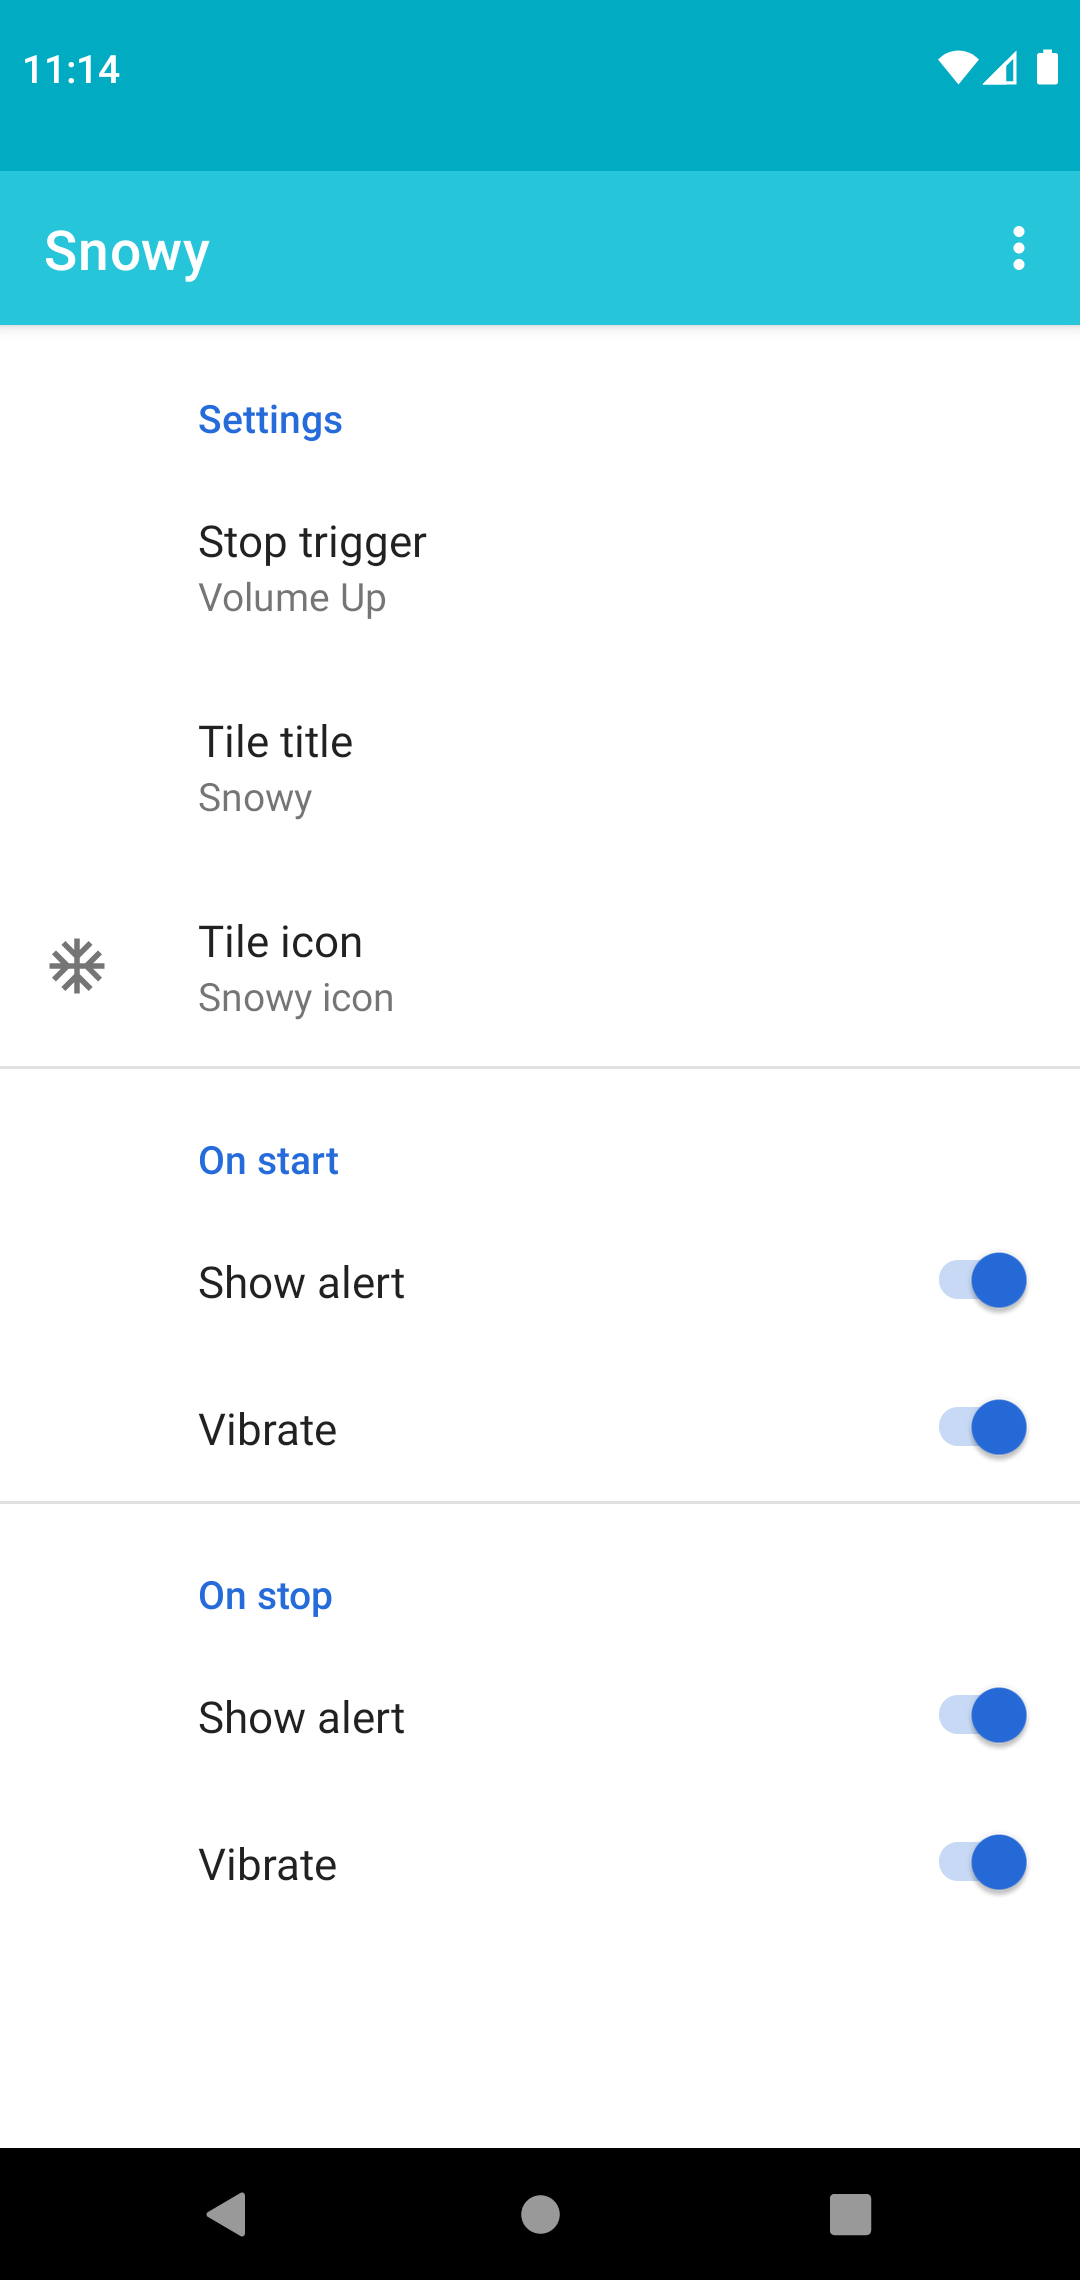 11:14
Snowy
Settings
Stop trigger
Volume Up
Tile title
Snowy
Tile icon
Snowy icon
On start
Show alert
Vibrate
On stop
Show alert
Vibrate